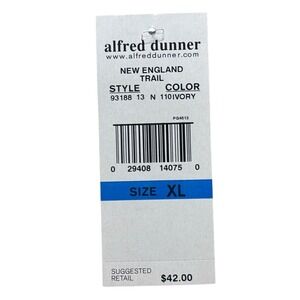 alfred dunner
www.alfreddunner.com
NEW ENGLAND
TRAIL
STYLE COLOR
93188 13 N 110IVORY
PG4513
0 29408 14075 0
SIZE XL
SUGGESTED
RETAIL $42.00